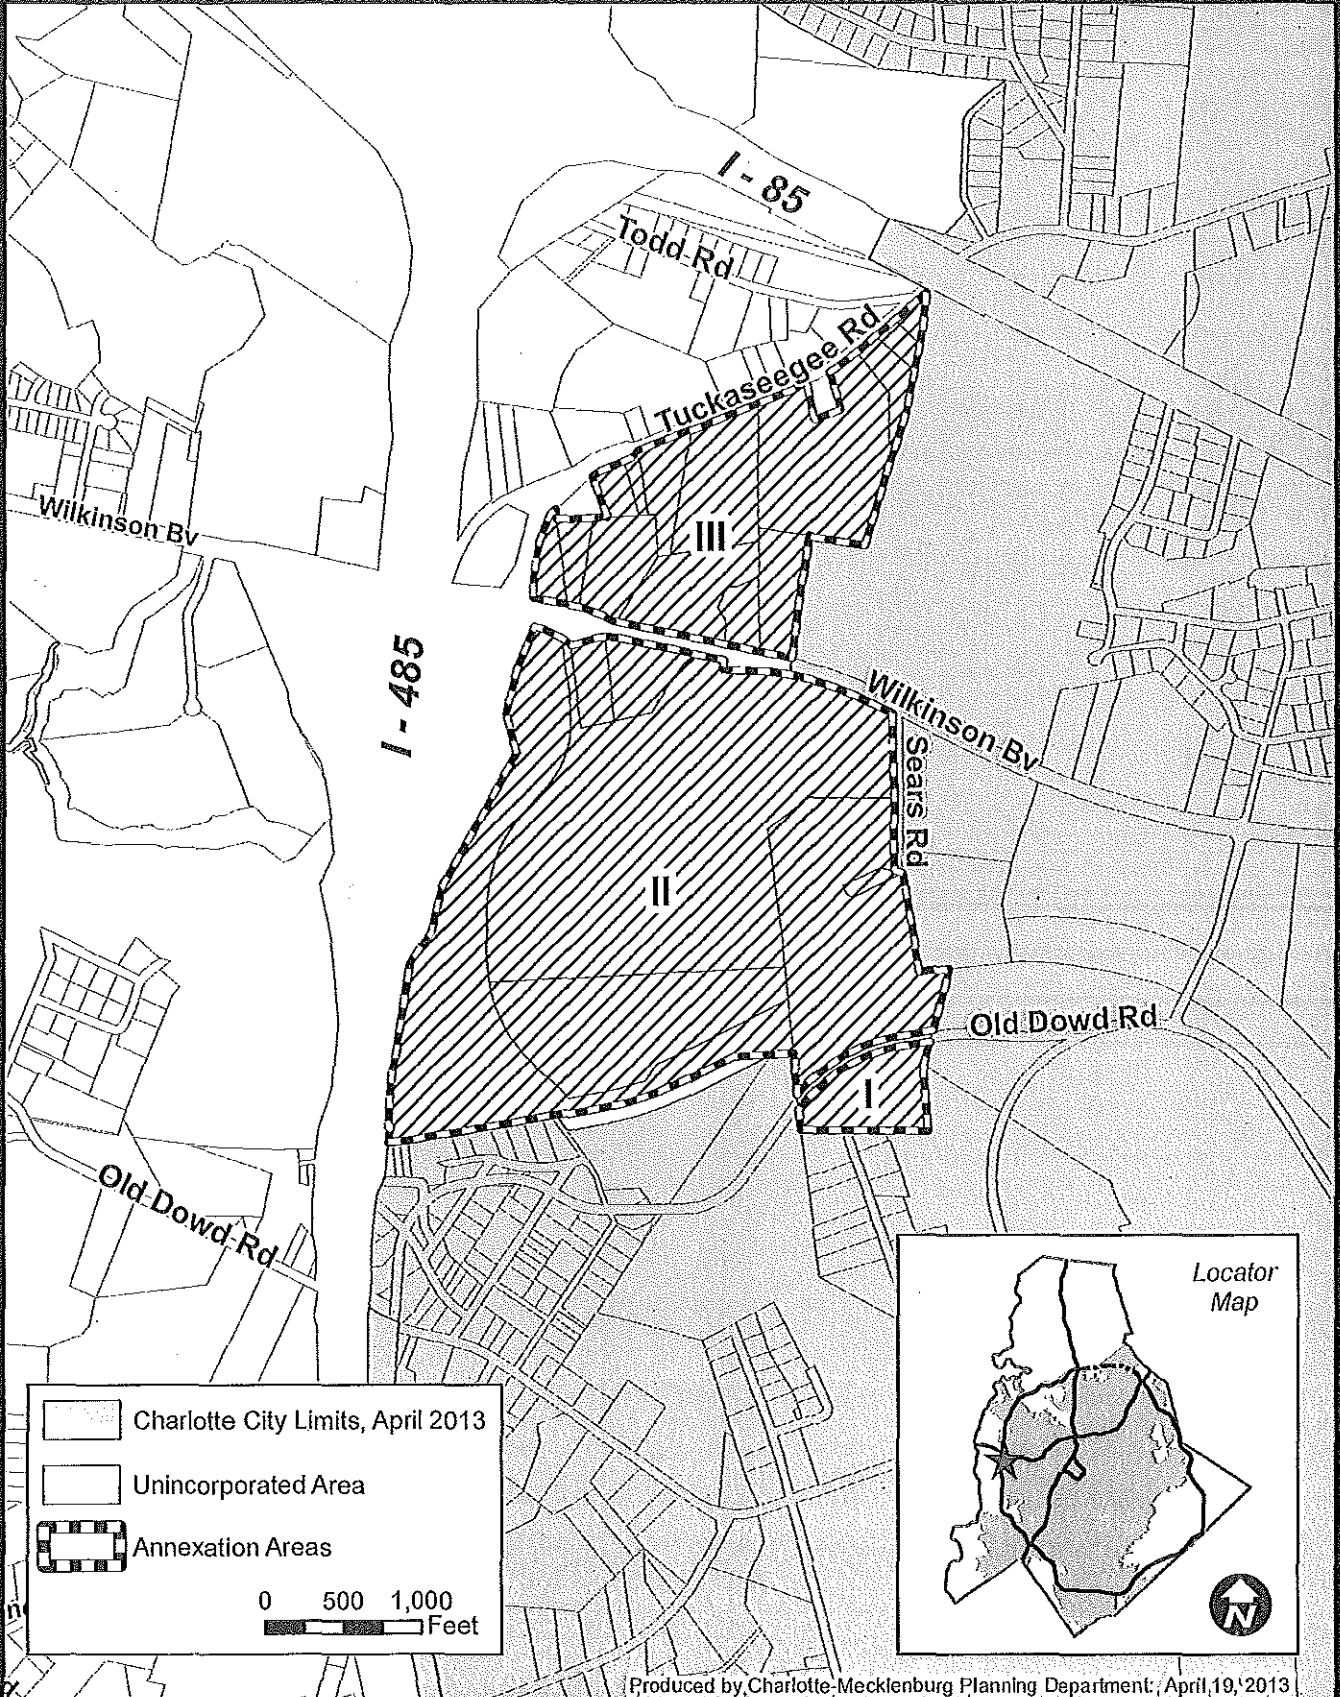 I - 85
Todd Rd
Tuckaseegee Rd
III
Wilkinson Bv
I - 485
Wilkinson Bv
Sears Rd
II
Old Dowd Rd
I
Old Dowd Rd
Locator
Map
Charlotte City Limits, April 2013
Unincorporated Area
Annexation Areas
0 500 1,000
Feet
N
Produced by Charlotte-Mecklenburg Planning Department, April 19, 2013